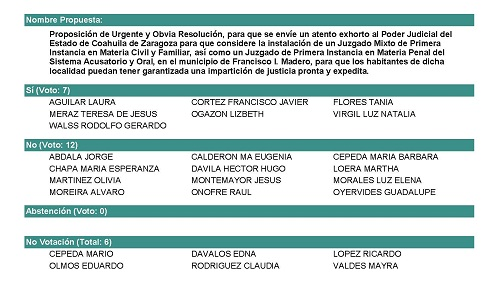 Nombre Propuesta:
Proposición de Urgente y Obvia Resolución, para que se envíe un atento exhorto al Poder Judicial del
Estado de Coahuila de Zaragoza para que considere la instalación de un Juzgado Mixto de Primera
Instancia en Materia Civil y Familiar, así como un Juzgado de Primera Instancia en Materia Penal del
Sistema Acusatorio y Oral, en el municipio de Francisco I. Madero, para que los habitantes de dicha
localidad puedan tener garantizada una impartición de justicia pronta y expedita.
Sí (Voto: 7)
AGUILAR LAURA CORTEZ FRANCISCO JAVIER FLORES TANIA
MERAZ TERESA DE JESUS OGAZON LIZBETH VIRGIL LUZ NATALIA
WALSS RODOLFO GERARDO
No (Voto: 12)
ABDALA JORGE CALDERON MA EUGENIA CEPEDA MARIA BARBARA
CHAPA MARIA ESPERANZA DAVILA HECTOR HUGO LOERA MARTHA
MARTINEZ OLIVIA MONTEMAYOR JESUS MORALES LUZ ELENA
MOREIRA ALVARO ONOFRE RAUL OYERVIDES GUADALUPE
Abstención (Voto: 0)
No Votación (Total: 6)
CEPEDA MARIO DAVALOS EDNA LOPEZ RICARDO
OLMOS EDUARDO RODRIGUEZ CLAUDIA VALDES MAYRA